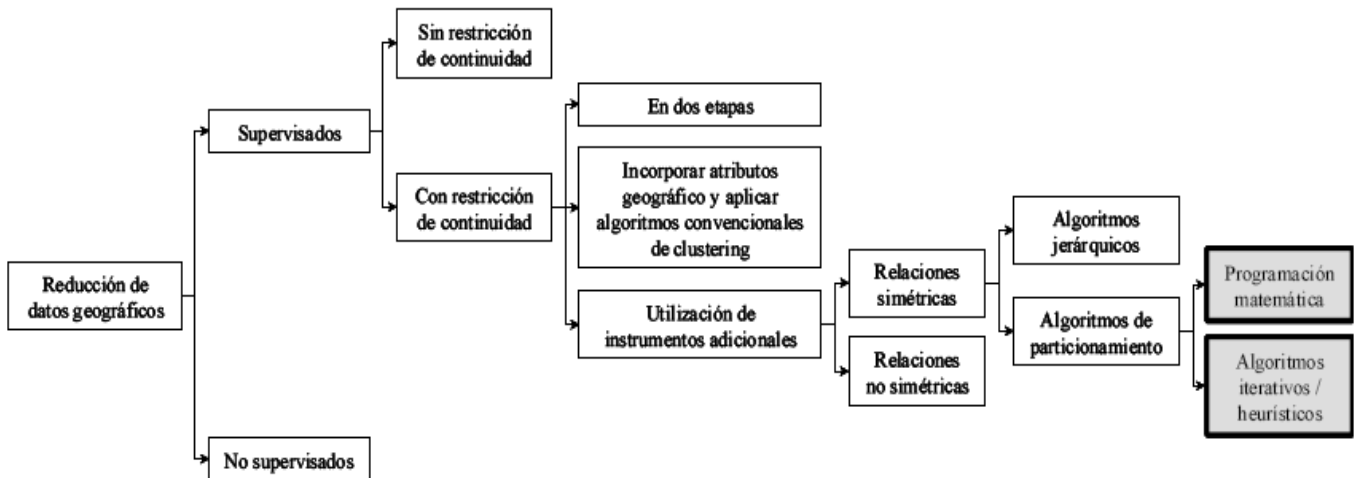 Sin restricción
de continuidad
En dos etapas
Supervisados
Incorporar atributos
geográfico y aplicar
algoritmos convencionales
de clustering
Con restricción
de continuidad
Algoritmos
jerárquicos
Reducción de
datos geográficos
Relaciones
simétricas
Programación
matemática
Utilización de
instrumentos adicionales
Algoritmos de
particionamiento
Relaciones
no simétricas
Algoritmos
iterativos /
heurísticos
No supervisados